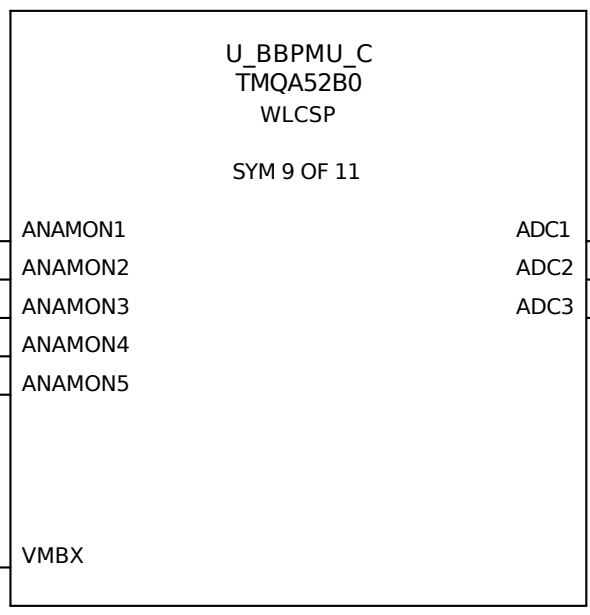 U_BBPMU_C
TMQA52B0
WLCSP
SYM 9 OF 11
ANAMON1 ADC1
ANAMON2 ADC2
ANAMON3 ADC3
ANAMON4
ANAMON5
VMBX